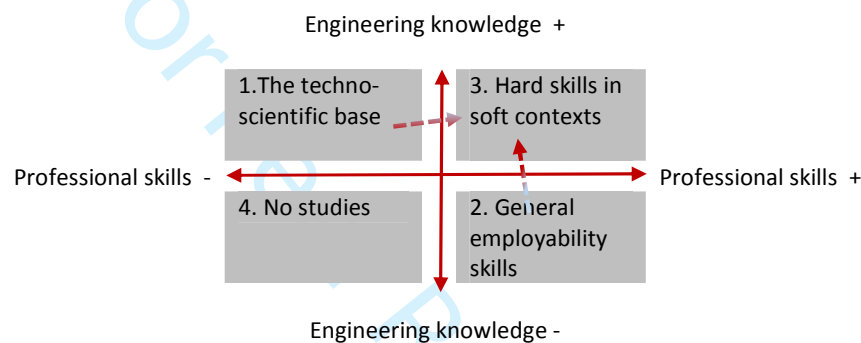 Engineering knowledge +
1.The techno-
scientific base
3. Hard skills in
soft contexts
Professional skills -
Professional skills +
4. No studies
2. General
employability
skills
Engineering knowledge -